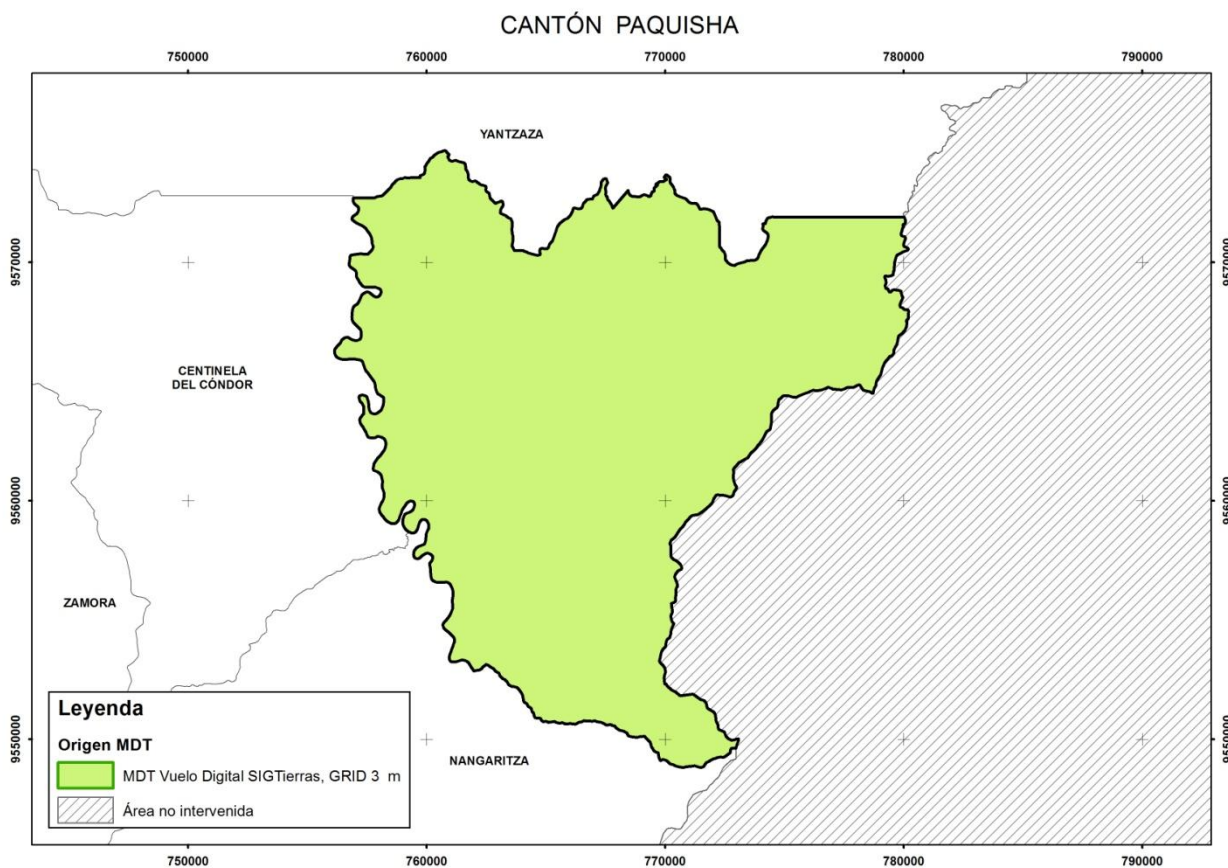 CANTÓN PAQUISHA
750000 760000 770000 780000 790000
YANTZAZA
9570000 9570000
CENTINELA
DEL CÓNDOR
9560000 9560000
ZAMORA
Leyenda
Origen MDT
MDT Vuelo Digital SIGTierras, GRID 3 m
Área no intervenida
9550000 9550000
NANGARITZA
750000 760000 770000 780000 790000